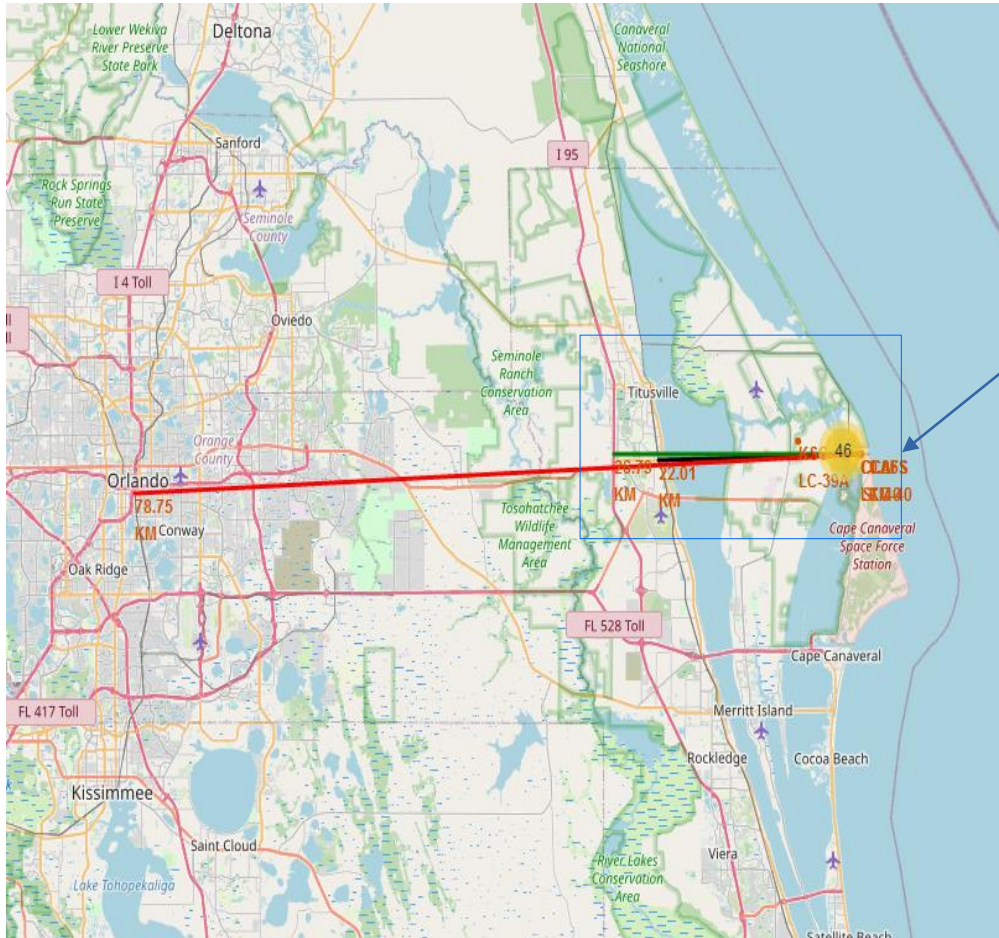 Lower Wekiva
River Preserve
State Park
Deltona
Canaveral
National
Seashore
Sanford
I 95
Rock Springs
Run State
Preserve
Seminole
County
I 4 Toll
Oviedo
Seminole
Ranch
Conservation
Area
Titusville
Orange
County
46
Orlando
22.01
KM
KM
LC-39A
78.75
KM
Conway
Tosohatchee
Wildlife
Management
Area
Cape Canaveral
Space Force
Station
Oak Ridge
FL 528 Toll
Cape Canaveral
FL 417 Toll
Merritt Island
Rockledge
Cocoa Beach
Kissimmee
Saint Cloud
Viera
River Lakes
Conservation
Area
Lake Tohopekaliga
Satellite Beach